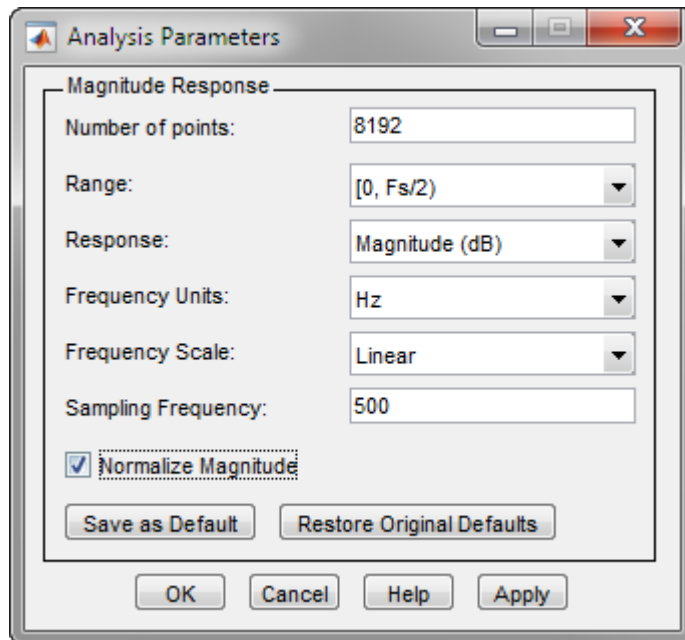 Analysis Parameters
Magnitude Response
Number of points: 8192
Range: [0, Fs/2)
Response: Magnitude (dB)
Frequency Units: Hz
Frequency Scale: Linear
Sampling Frequency: 500
Normalize Magnitude
Save as Default Restore Original Defaults
OK Cancel Help Apply